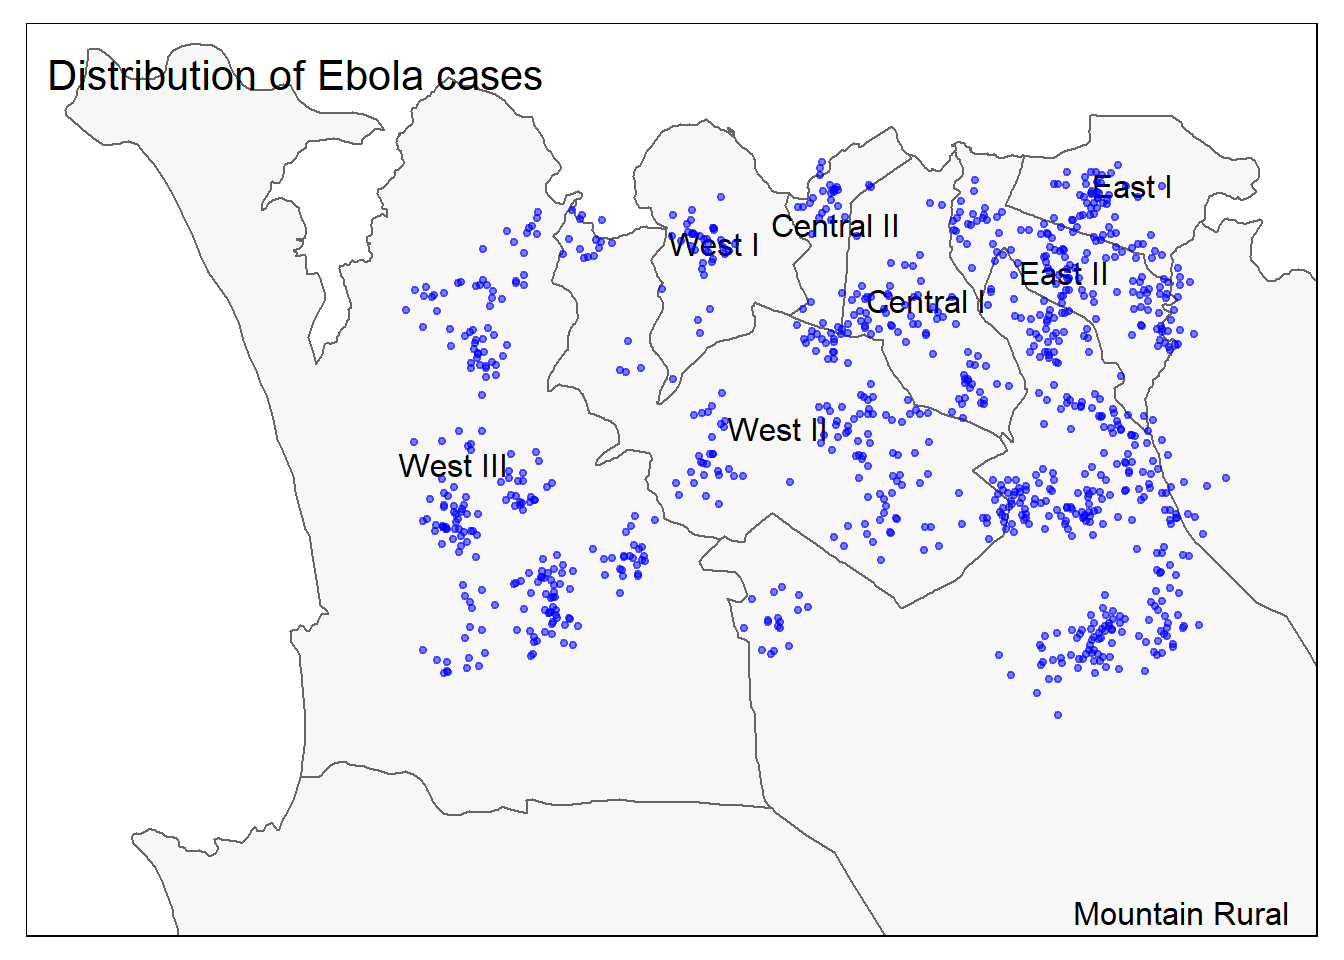 Distribution of Ebola cases
East I
Central II
West I
East II
Central I
West II
West III
Mountain Rural